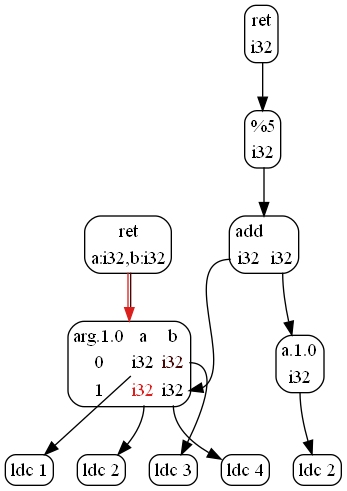 ret
i32
%5
i32
ret
a:i32,b:i32
add
i32 i32
arg.1.0 a b
0 i32 i32
1 i32 i32
a.1.0
i32
ldc 1
ldc 2
ldc 3
ldc 4
ldc 2